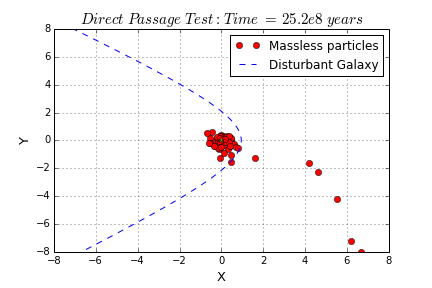 Direct Passage Test: Time = 25.2e8 years
Massless particles
Disturbant Galaxy
8
6
4
2
0
−2
−4
−6
−8
Y
−8 −6 −4 −2 0 2 4 6 8
X